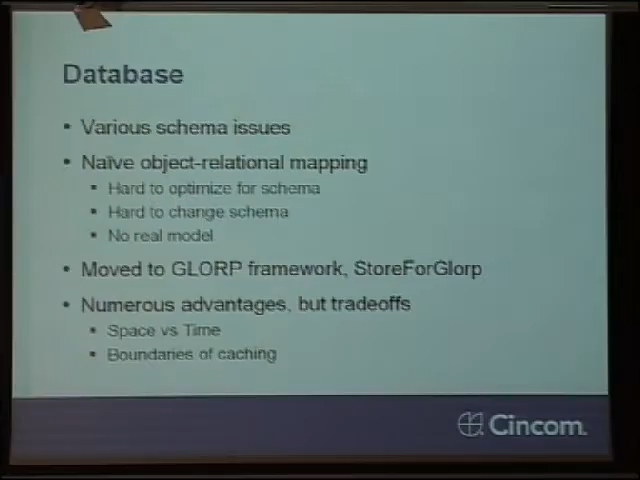 Database
• Various schema issues
• Naïve object-relational mapping
▪ Hard to optimize for schema
▪ Hard to change schema
▪ No real model
• Moved to GLORP framework, StoreForGlorp
• Numerous advantages, but tradeoffs
▪ Space vs Time
▪ Boundaries of caching
Cincom.